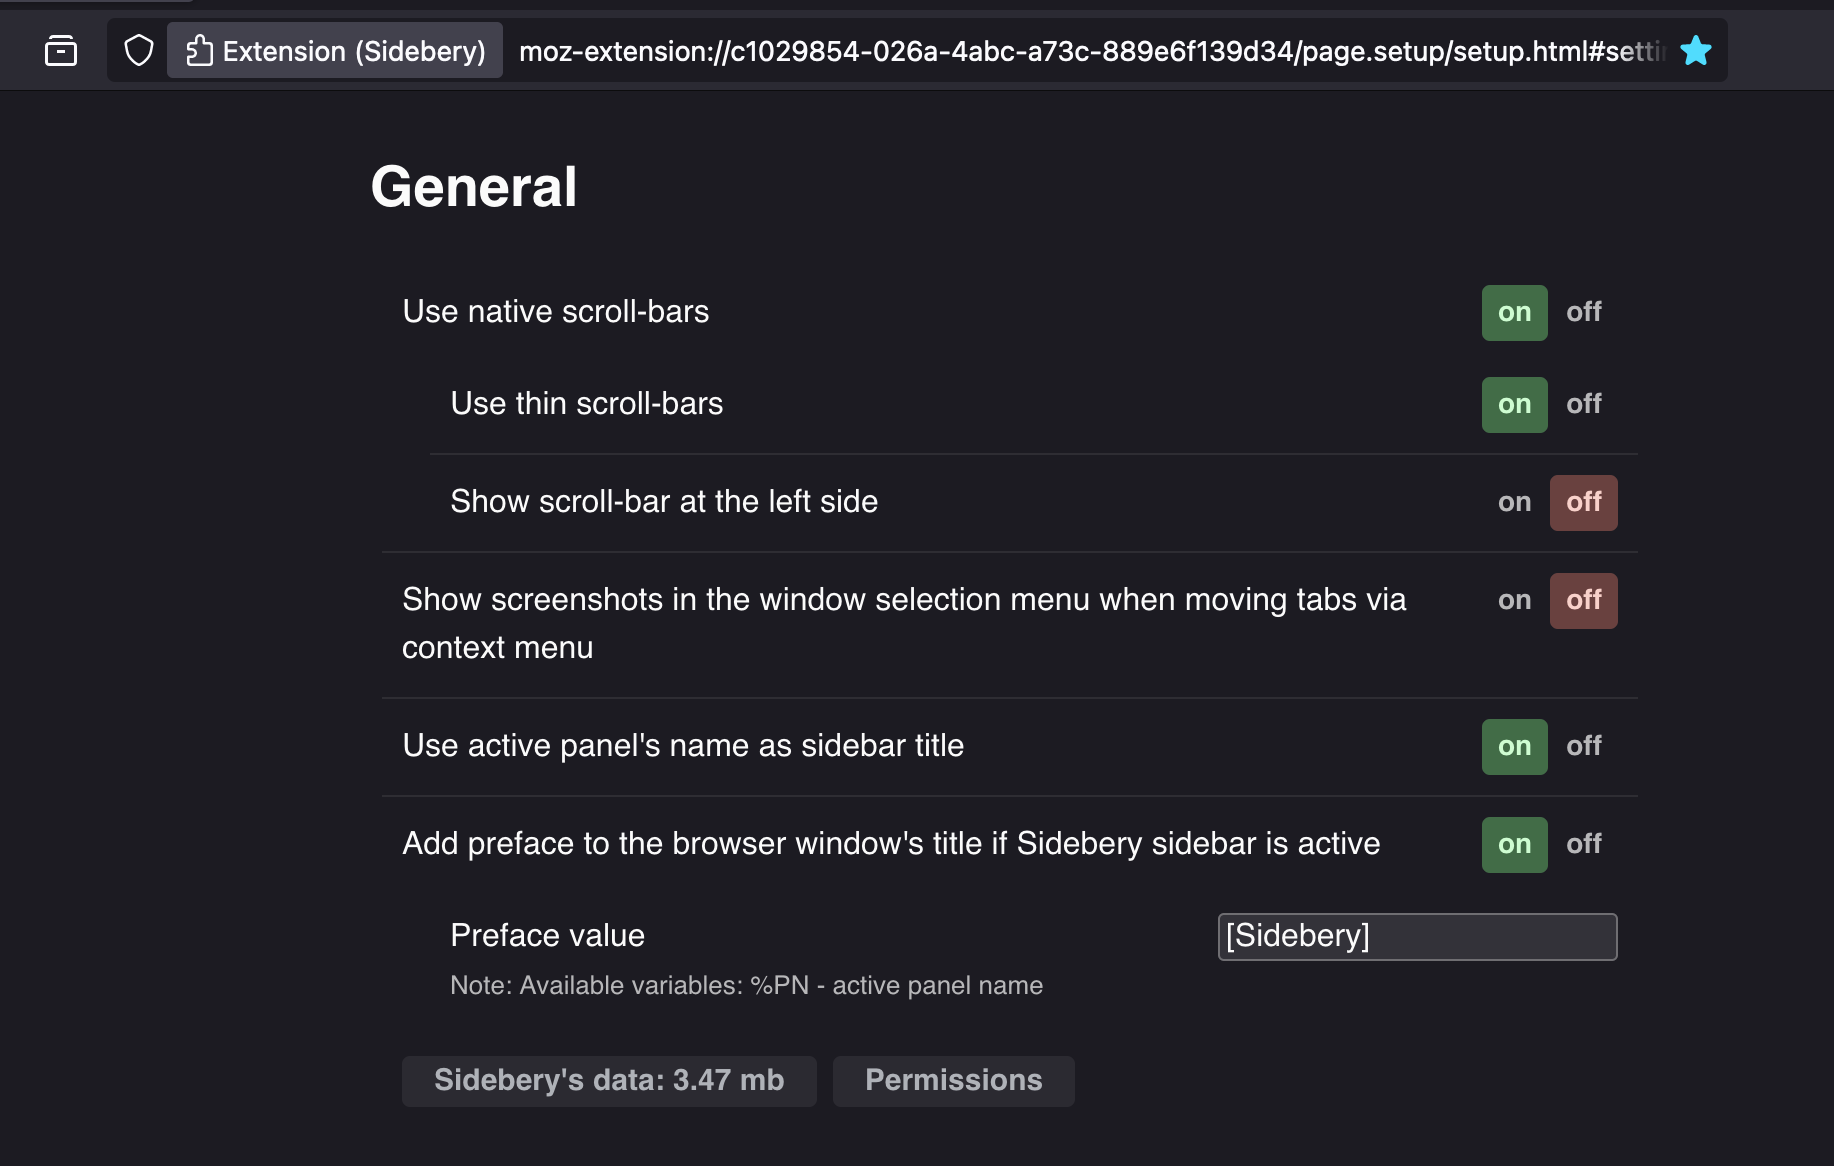 Extension (Sidebery) moz-extension://c1029854-026a-4abc-a73c-889e6f139d34/page.setup/setup.html#setti
General
Use native scroll-bars on off
Use thin scroll-bars on off
Show scroll-bar at the left side on off
Show screenshots in the window selection menu when moving tabs via on off
context menu
Use active panel's name as sidebar title on off
Add preface to the browser window's title if Sidebery sidebar is active on off
Preface value [Sidebery]
Note: Available variables: %PN - active panel name
Sidebery's data: 3.47 mb Permissions